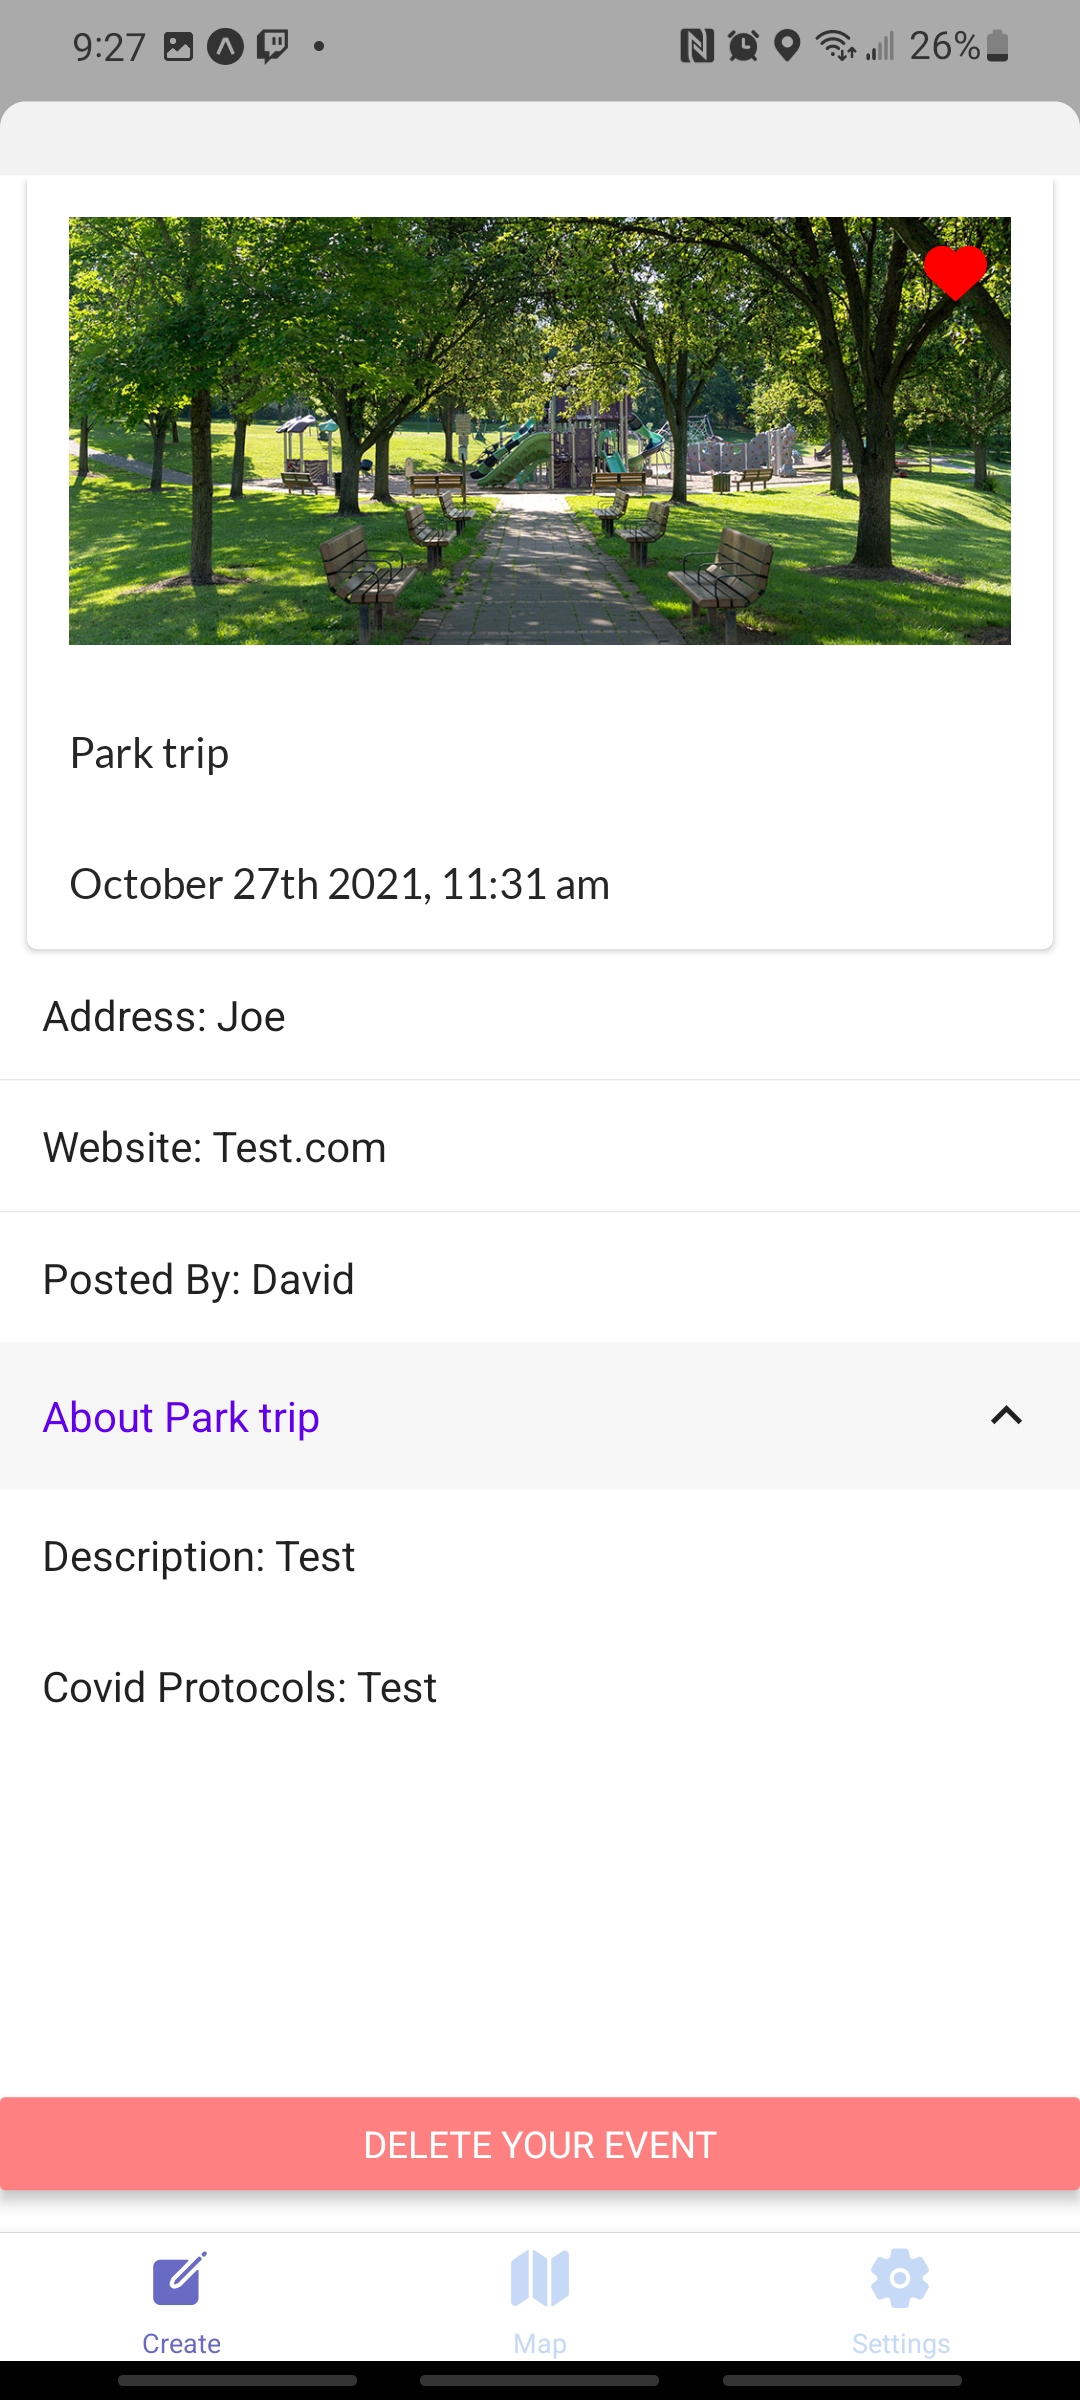 9:27
26%
Park trip
October 27th 2021, 11:31 am
Address: Joe
Website: Test.com
Posted By: David
About Park trip
Description: Test
Covid Protocols: Test
DELETE YOUR EVENT
Create
Map
Settings